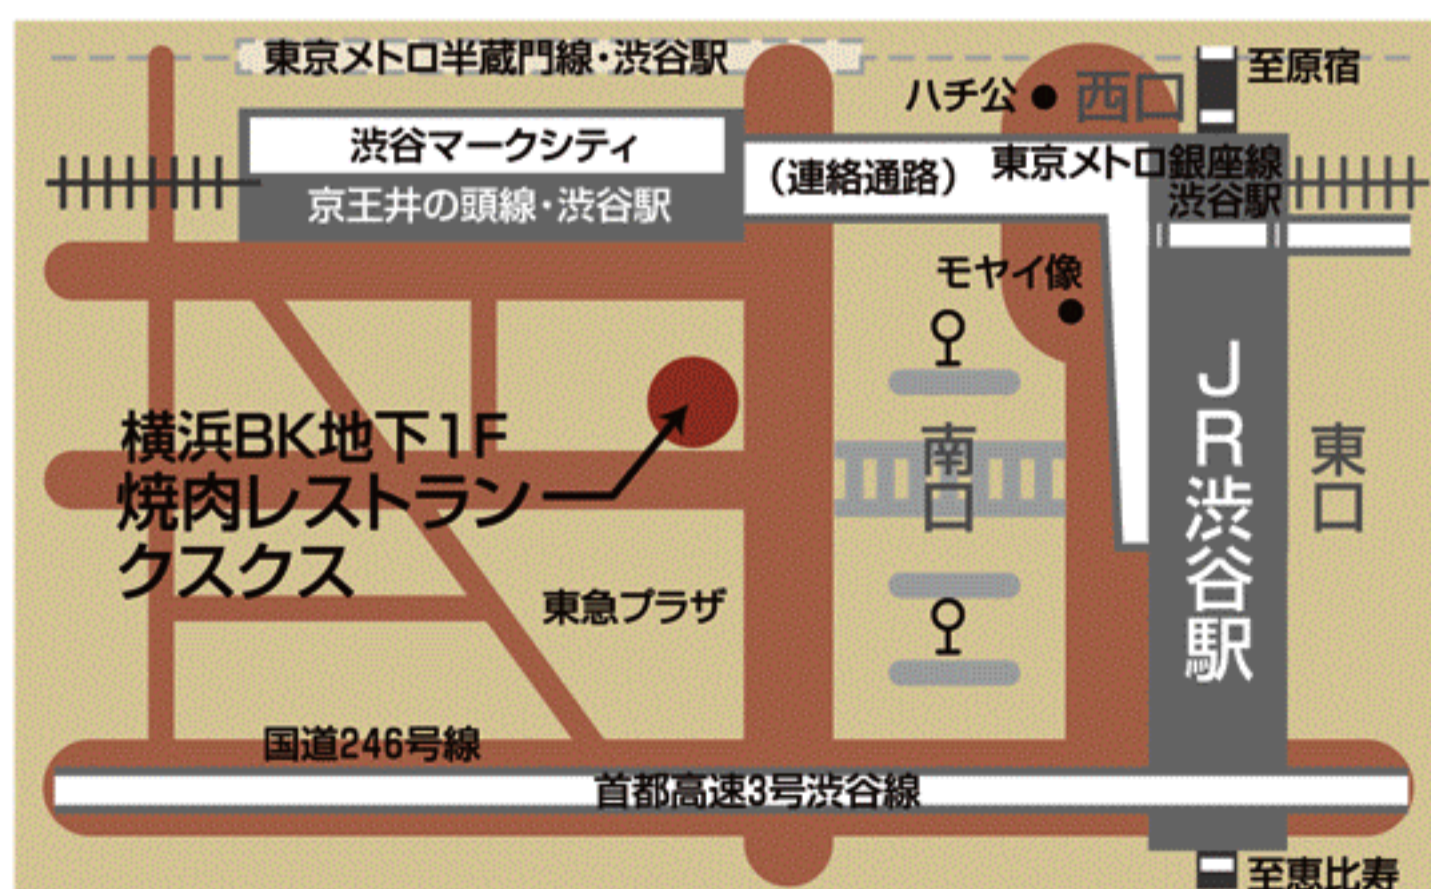 東京メトロ半蔵門線・渋谷駅
至原宿
ハチ公
西口
渋谷マークシティ
(連絡通路)
東京メトロ銀座線
渋谷駅
京王井の頭線・渋谷駅
モヤイ像
横浜BK地下1F
焼肉レストラン
クスクス
南口
JR渋谷駅
東口
東急プラザ
国道246号線
首都高速3号渋谷線
至恵比寿